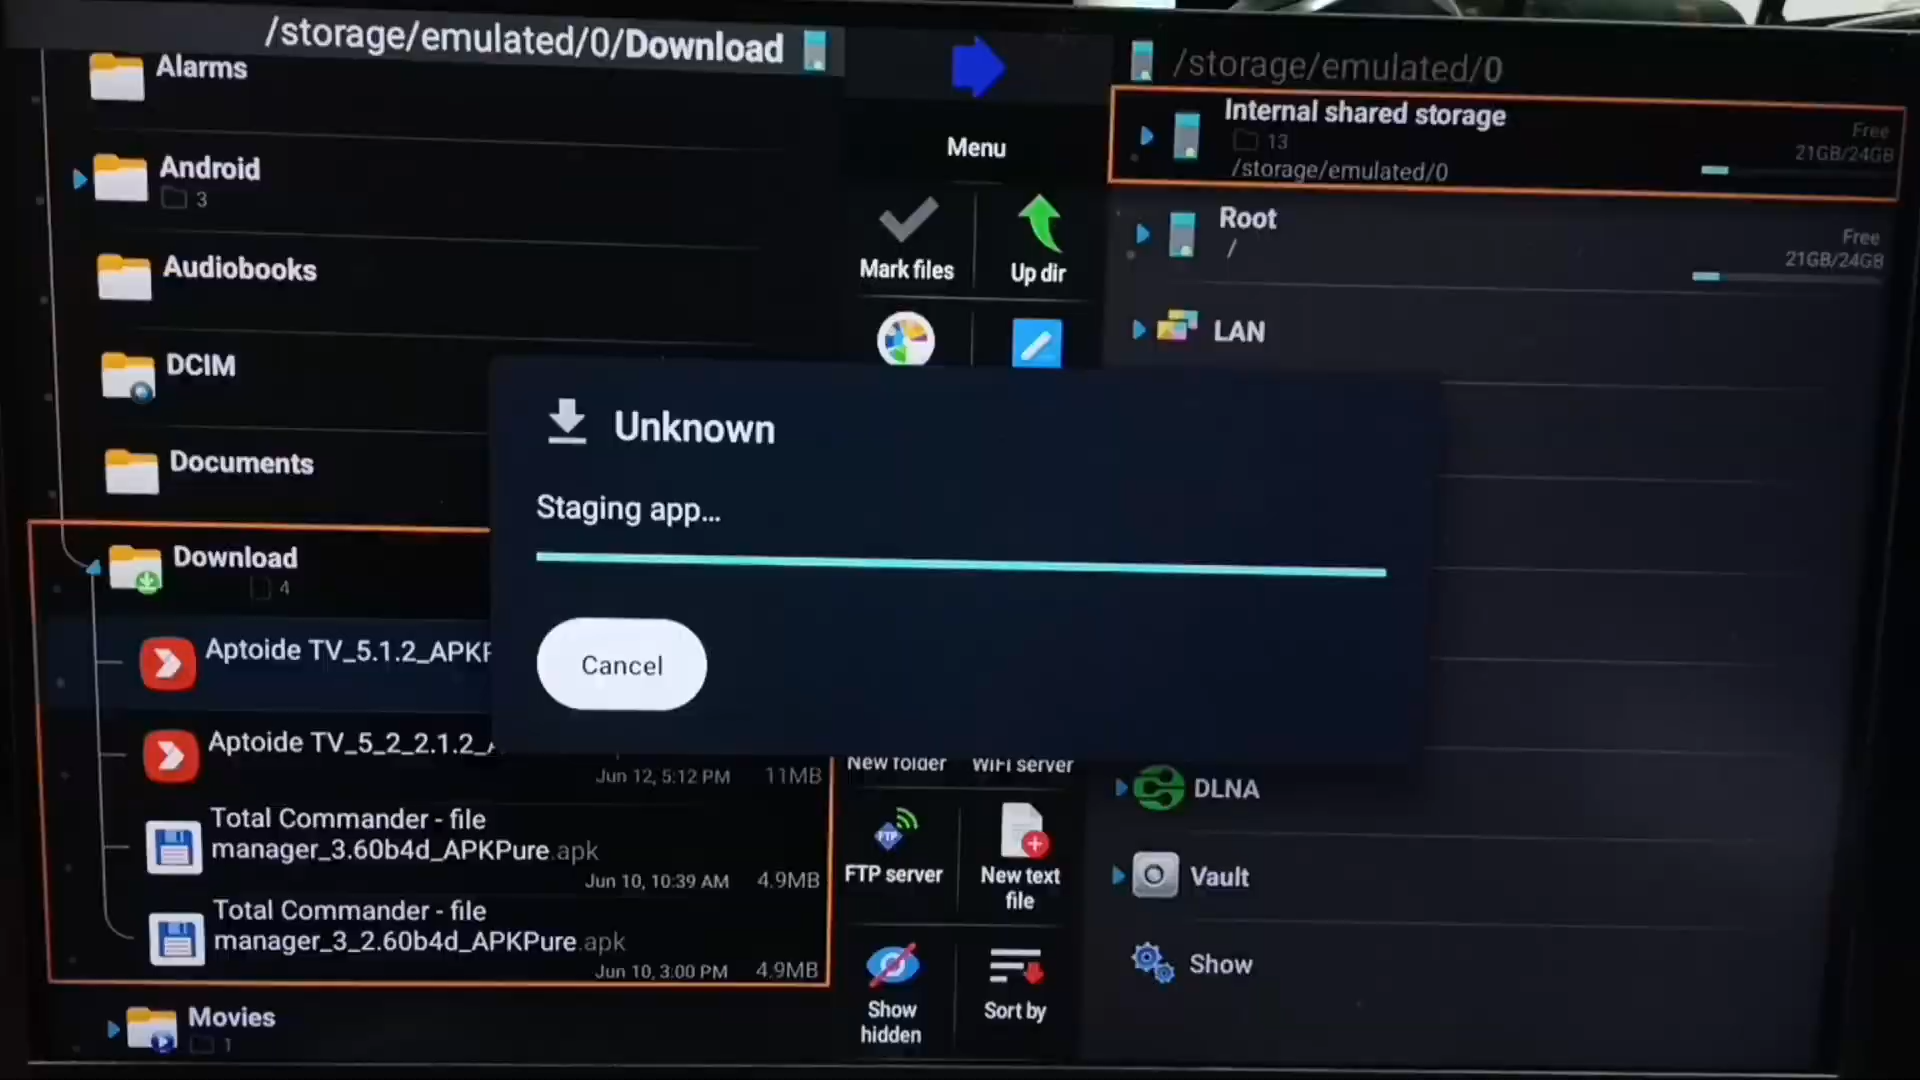 /storage/emulated/0/Download
Alarms
Android
3
Audiobooks
DCIM
Documents
Download
4
Aptoide TV_5.1.2_APKP
Aptoide TV_5_2_2.1.2_A
Jun 12, 5:12 PM 11MB
Total Commander - file
manager_3.60b4d_APKPure.apk
Jun 10, 10:39 AM 4.9MB
Total Commander - file
manager_3_2.60b4d_APKPure.apk
Jun 10, 3:00 PM 4.9MB
Movies
1
Menu
Mark files
Up dir
Unknown
Staging app...
Cancel
New folder
WiFi server
FTP
FTP server
New text
file
Show
hidden
Sort by
/storage/emulated/0
Internal shared storage
13
/storage/emulated/0
Free
21GB/24GB
Root
/
Free
21GB/24GB
LAN
DLNA
Vault
Show